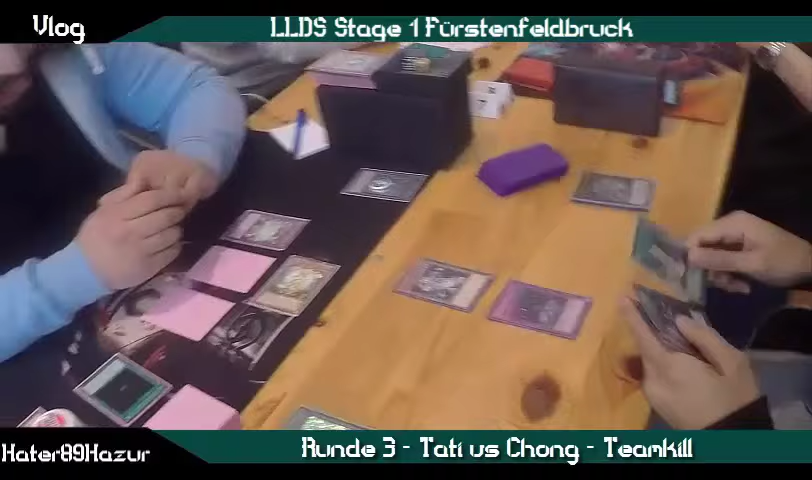 Vlog
LLDS Stage 1 Fürstenfeldbruck
Hater89Hazur
Runde 3 - Tati vs Chong - Teamkill